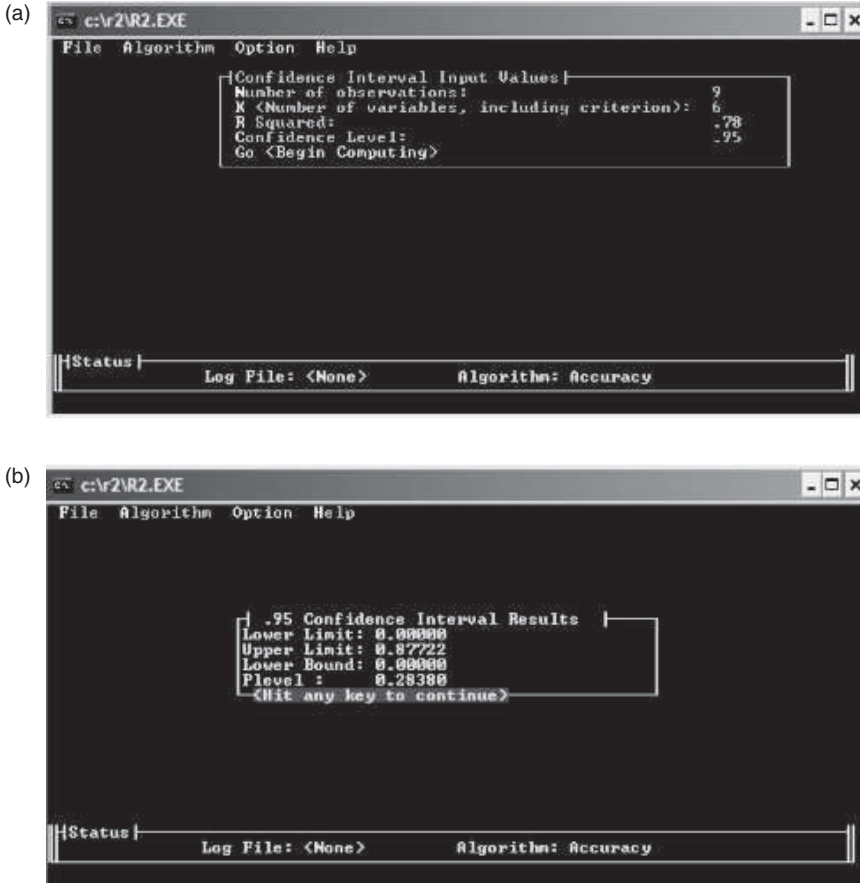 (a)
c:\r2\R2.EXE
File Algorithm Option Help
Confidence Interval Input Values
Number of observations: 9
K <Number of variables, including criterion>: 6
R Squared: .78
Confidence Level: .95
Go <Begin Computing>
Status
Log File: <None> Algorithm: Accuracy
(b)
c:\r2\R2.EXE
File Algorithm Option Help
.95 Confidence Interval Results
Lower Limit: 0.00000
Upper Limit: 0.87722
Lower Bound: 0.00000
Plevel : 0.28380
<Hit any key to continue>
Status
Log File: <None> Algorithm: Accuracy